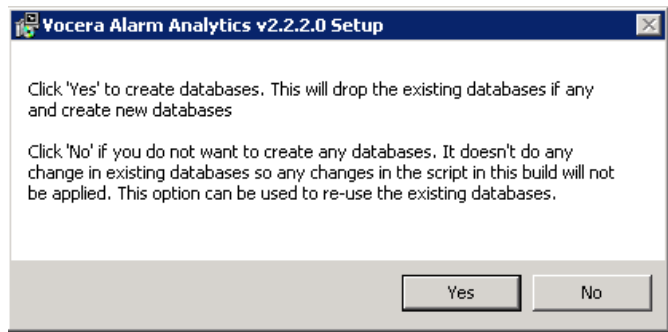 Vocera Alarm Analytics v2.2.2.0 Setup
Click 'Yes' to create databases. This will drop the existing databases if any
and create new databases
Click 'No' if you do not want to create any databases. It doesn't do any
change in existing databases so any changes in the script in this build will not
be applied. This option can be used to re-use the existing databases.
Yes
No